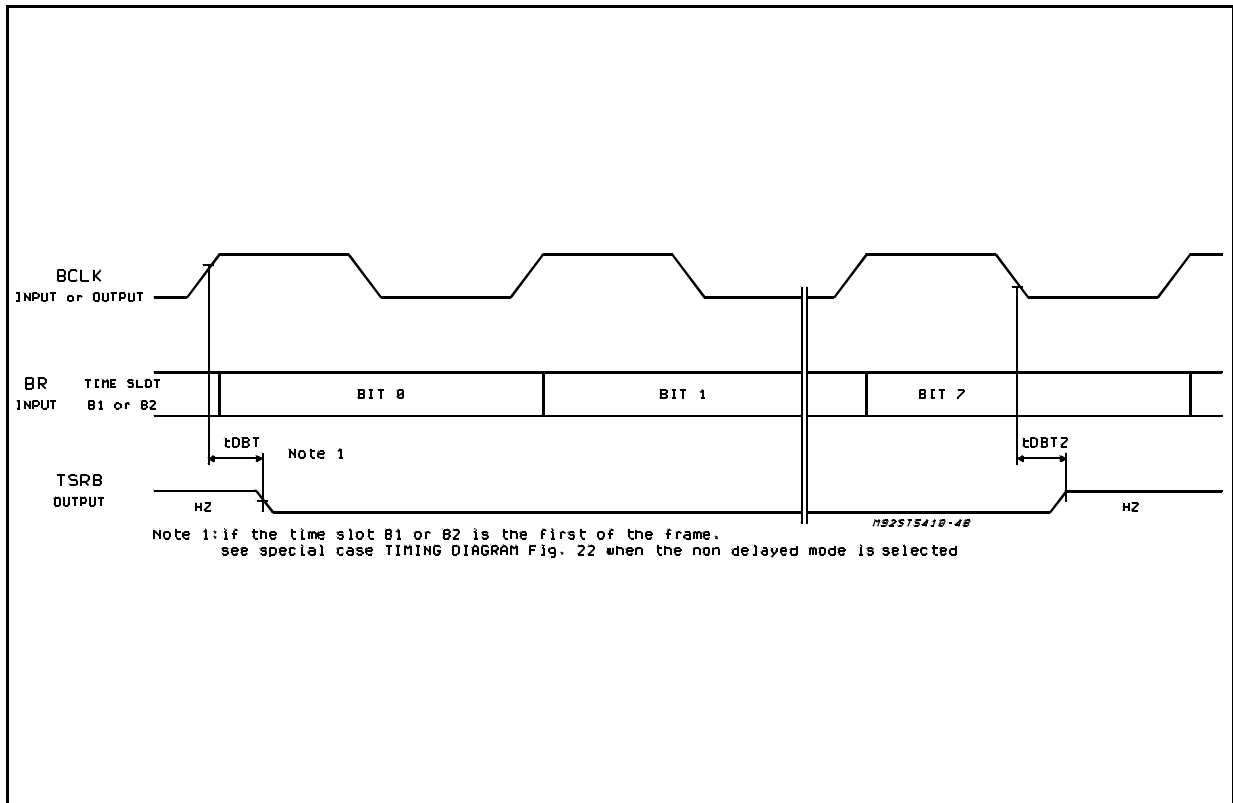 BCLK
INPUT or OUTPUT
BR TIME SLOT BIT 0 BIT 1 BIT 7
INPUT B1 or B2
tDBT Note 1 tDBTZ
TSRB
OUTPUT HZ HZ
M92ST5410-40
Note 1:if the time slot B1 or B2 is the first of the frame.
see special case TIMING DIAGRAM Fig. 22 when the non delayed mode is selected